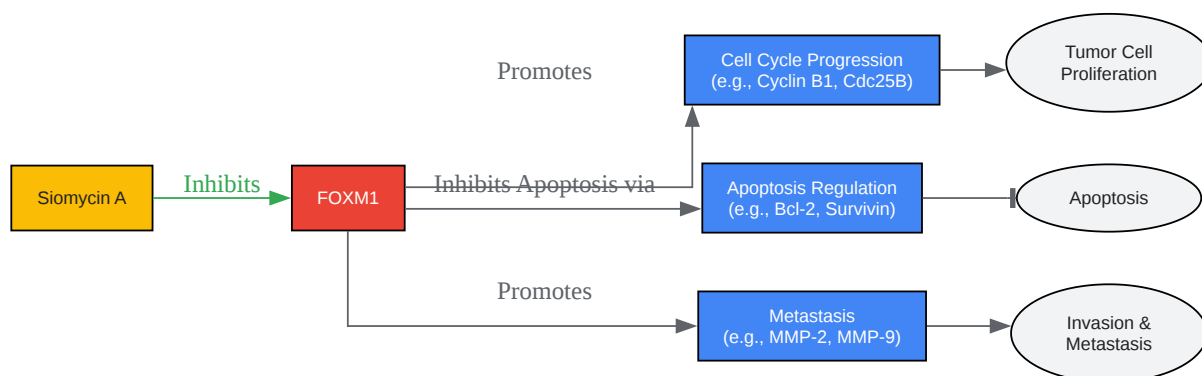 Promotes
Cell Cycle Progression
(e.g., Cyclin B1, Cdc25B)
Tumor Cell
Proliferation
Siomycin A
Inhibits
FOXM1
Inhibits Apoptosis via
Apoptosis Regulation
(e.g., Bcl-2, Survivin)
Apoptosis
Promotes
Metastasis
(e.g., MMP-2, MMP-9)
Invasion &
Metastasis